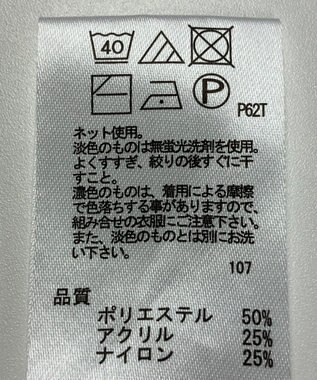 40
P
P62T
ネット使用。
淡色のものは無蛍光洗剤を使用。
よくすすぎ、絞りの後すぐに干
すこと。
濃色のものは、着用による摩擦
で色落ちする事がありますので、
組み合せの衣服にご注意下さい。
また、淡色のものとは別にお洗
い下さい。
107
品質
ポリエステル 50%
アクリル 25%
ナイロン 25%